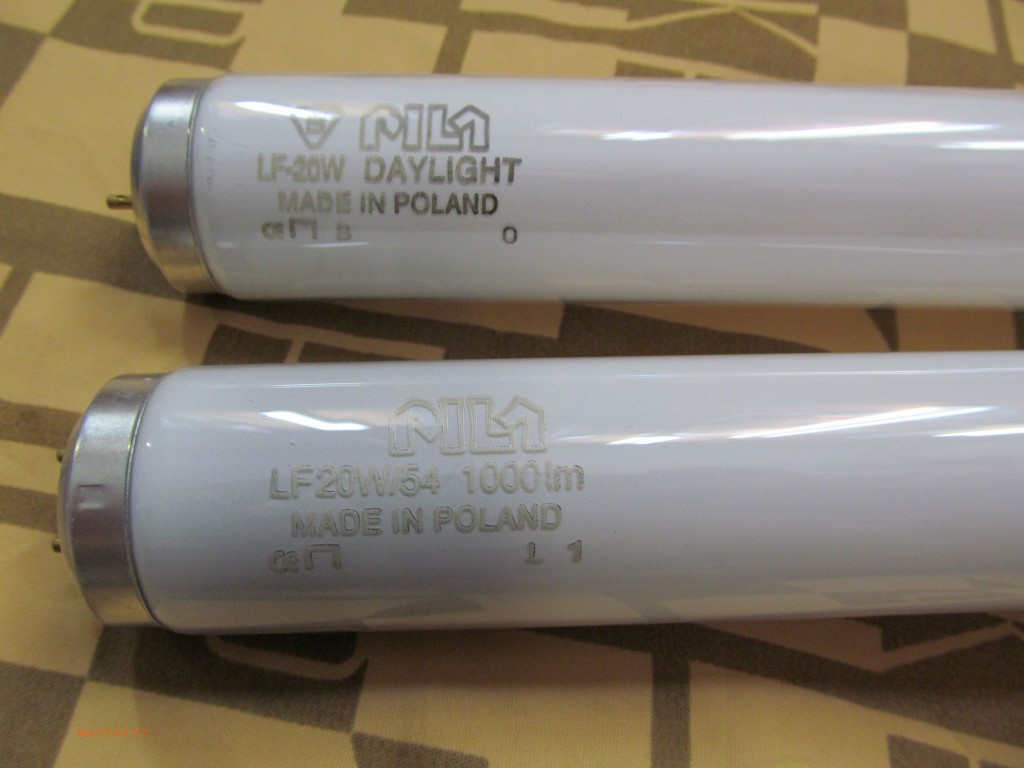 PILA
LF-20W DAYLIGHT
MADE IN POLAND
B 0
PILA
LF20W/54 1000lm
MADE IN POLAND
L 1